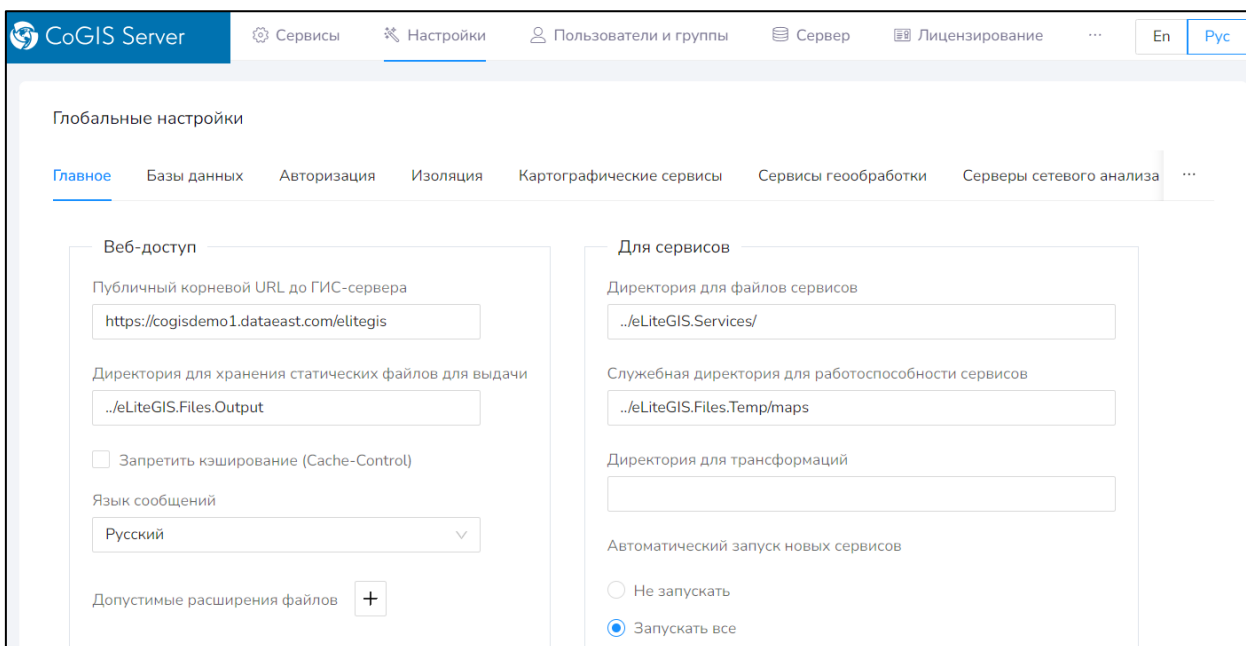 CoGIS Server Сервисы Настройки Пользователи и группы Сервер Лицензирование ... En Рус
Глобальные настройки
Главное Базы данных Авторизация Изоляция Картографические сервисы Сервисы геообработки Серверы сетевого анализа ...
Веб-доступ
Публичный корневой URL до ГИС-сервера
https://cogisdemo1.dataeast.com/elitegis
Директория для хранения статических файлов для выдачи
../eLiteGIS.Files.Output
Запретить кэширование (Cache-Control)
Язык сообщений
Русский
Допустимые расширения файлов +
Для сервисов
Директория для файлов сервисов
../eLiteGIS.Services/
Служебная директория для работоспособности сервисов
../eLiteGIS.Files.Temp/maps
Директория для трансформаций
Автоматический запуск новых сервисов
Не запускать
Запускать все